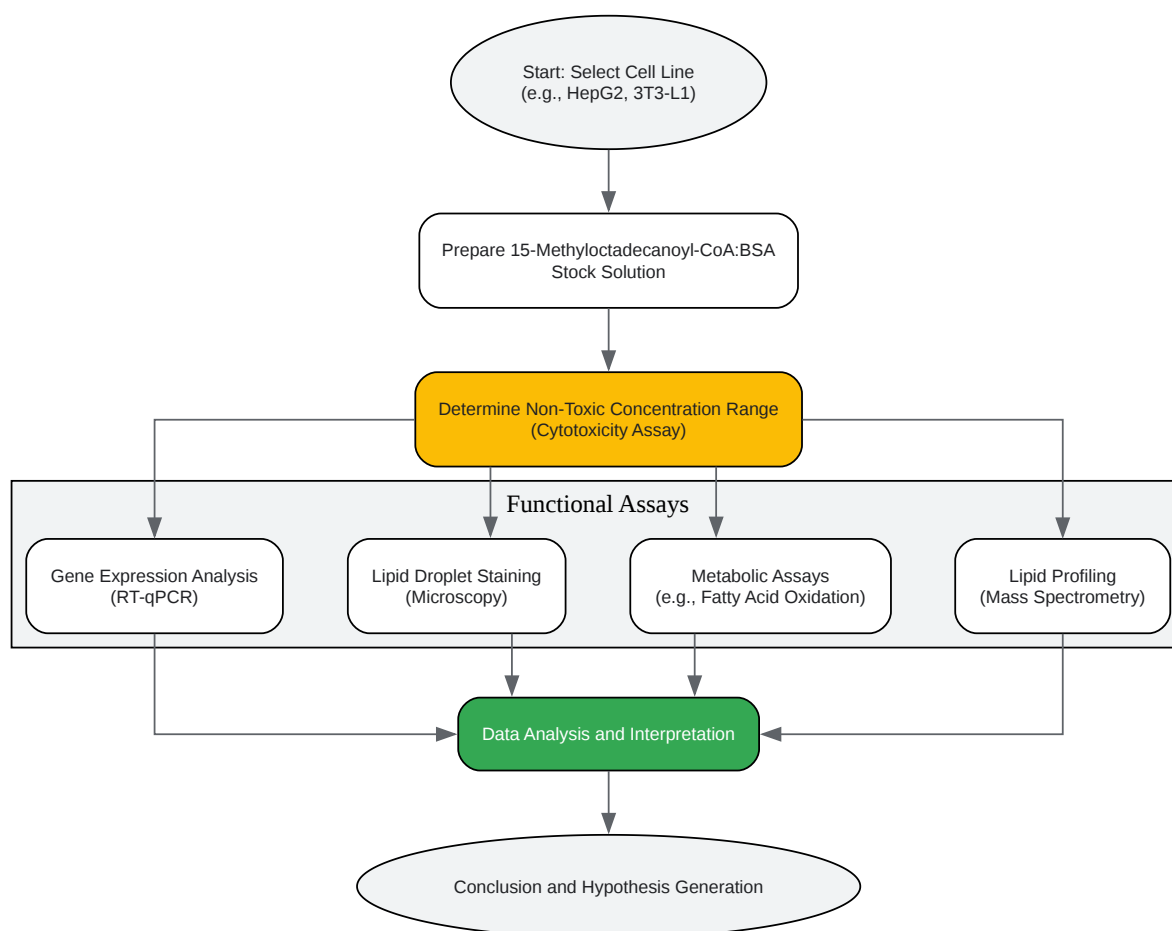 Start: Select Cell Line
(e.g., HepG2, 3T3-L1)
Prepare 15-Methyloctadecanoyl-CoA:BSA
Stock Solution
Determine Non-Toxic Concentration Range
(Cytotoxicity Assay)
Functional Assays
Gene Expression Analysis
(RT-qPCR)
Lipid Droplet Staining
(Microscopy)
Metabolic Assays
(e.g., Fatty Acid Oxidation)
Lipid Profiling
(Mass Spectrometry)
Data Analysis and Interpretation
Conclusion and Hypothesis Generation